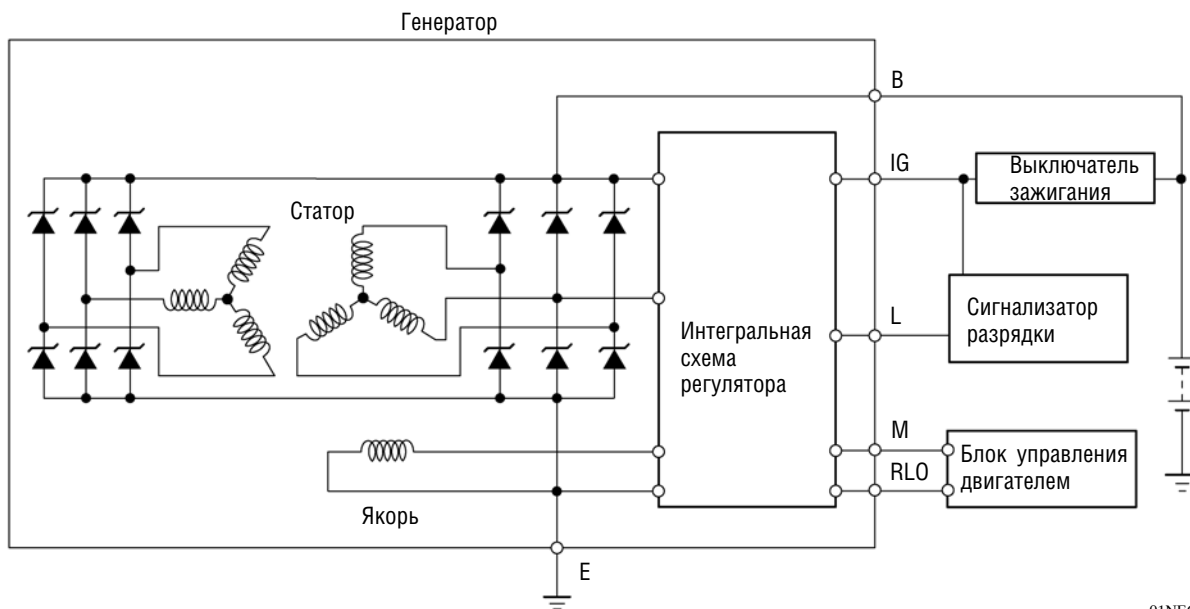 Генератор
B
IG
Выключатель
зажигания
Статор
L
Сигнализатор
разрядки
Интегральная
схема
регулятора
M
Блок управления
двигателем
RLO
Якорь
E